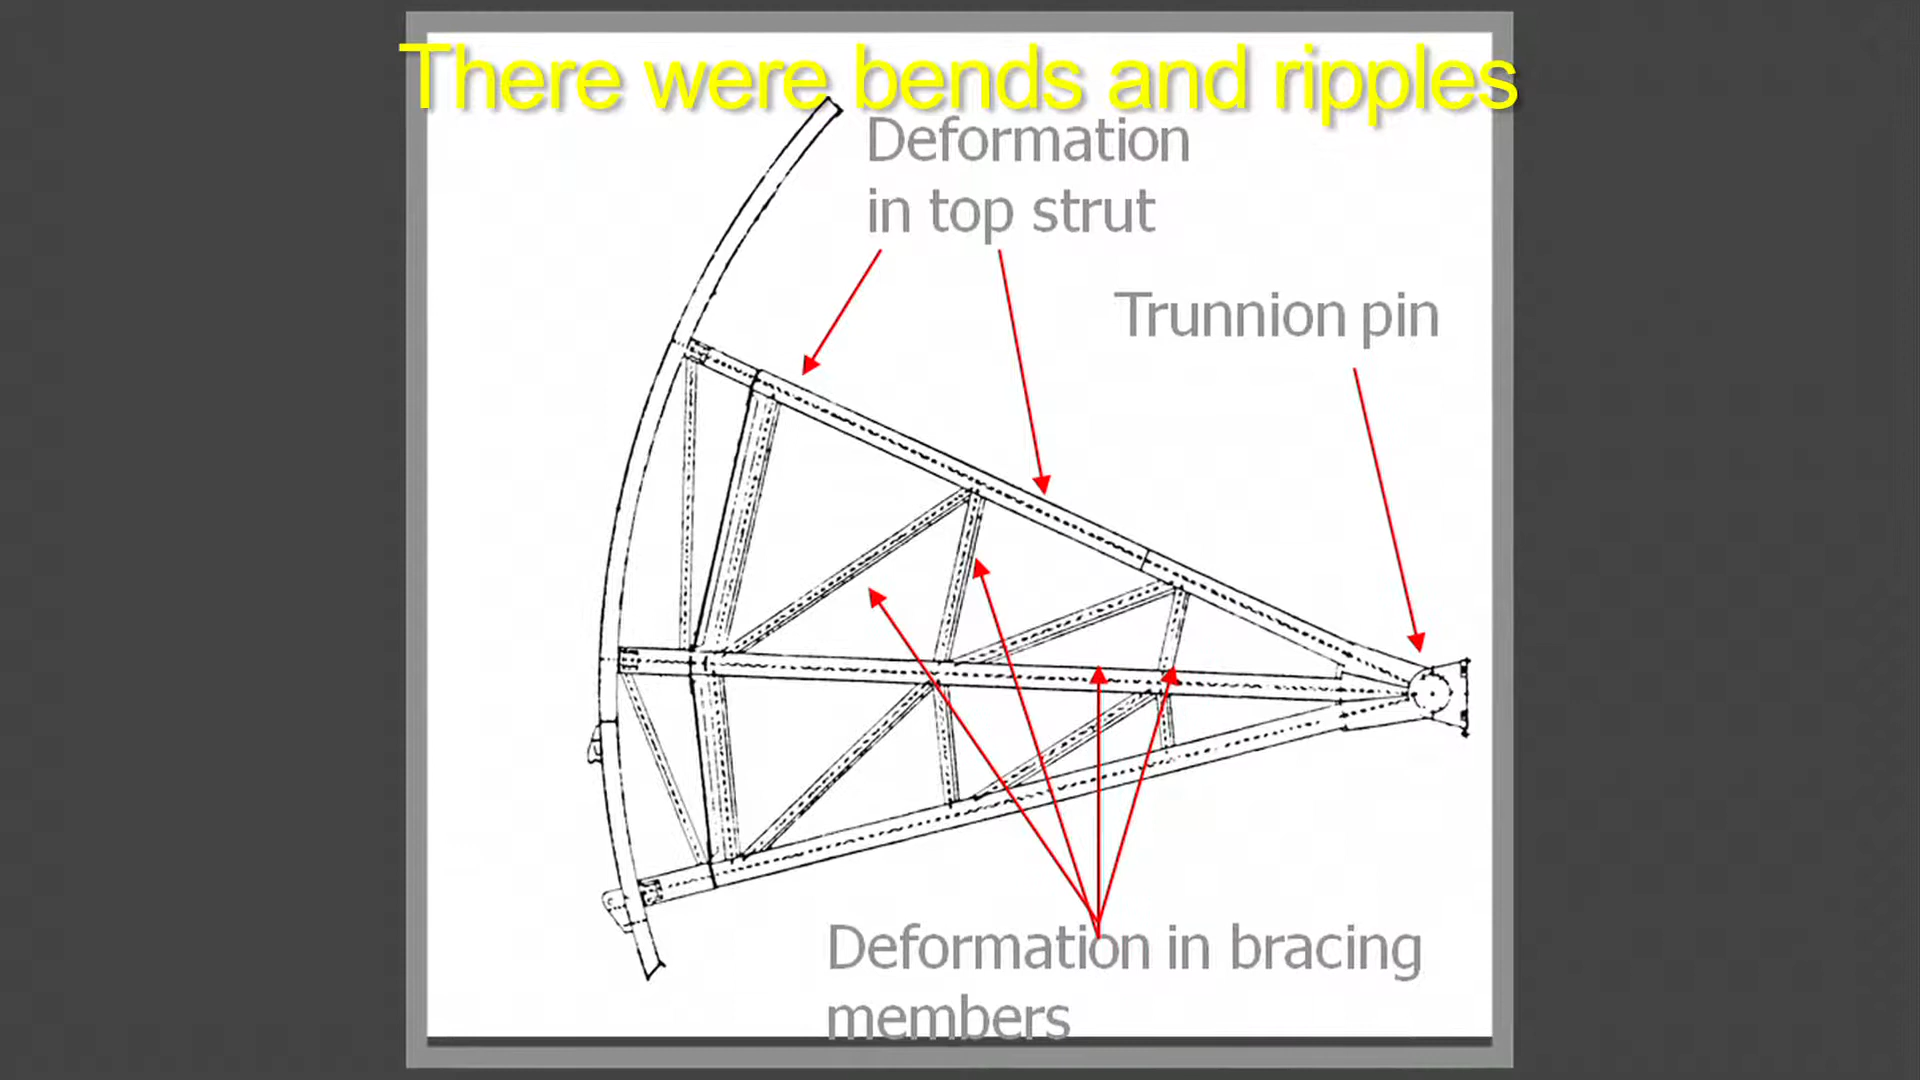 There were bends and ripples
Deformation
in top strut
Trunnion pin
Deformation in bracing
members